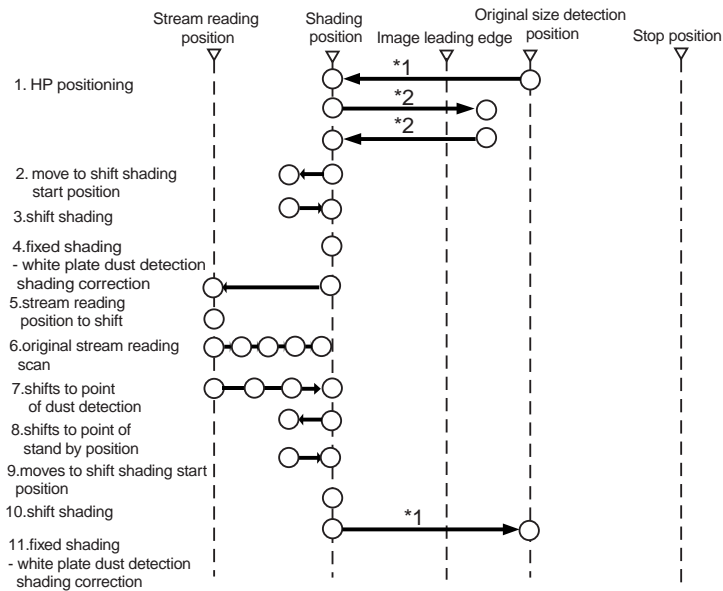 Stream reading
position
Shading
position
Image leading edge
Original size detection
position
Stop position
*1
1. HP positioning
*2
*2
2. move to shift shading
start position
3.shift shading
4.fixed shading
- white plate dust detection
shading correction
5.stream reading
position to shift
6.original stream reading
scan
7.shifts to point
of dust detection
8.shifts to point of
stand by position
9.moves to shift shading start
position
10.shift shading
*1
11.fixed shading
- white plate dust detection
shading correction